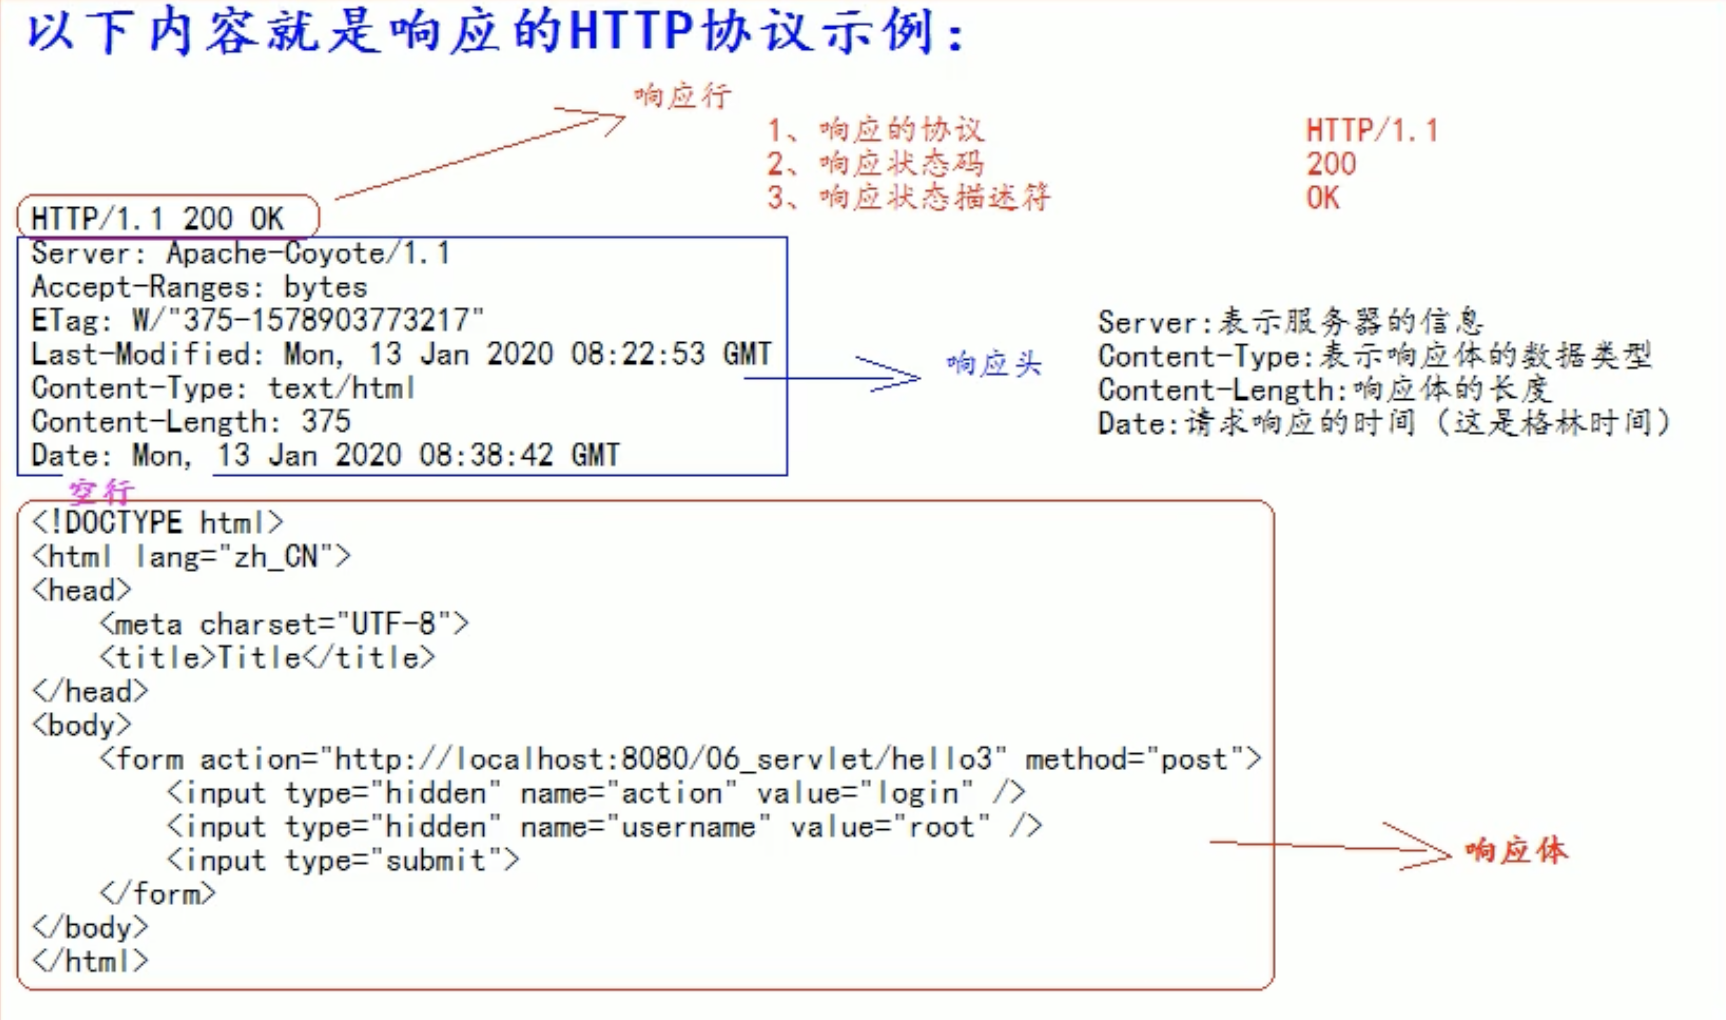 以下内容就是响应的HTTP协议示例：
响应行
1、响应的协议 HTTP/1.1
2、响应状态码 200
3、响应状态描述符 OK
HTTP/1.1 200 OK
Server: Apache-Coyote/1.1
Accept-Ranges: bytes
ETag: W/"375-1578903773217"
Last-Modified: Mon, 13 Jan 2020 08:22:53 GMT
Content-Type: text/html
Content-Length: 375
Date: Mon, 13 Jan 2020 08:38:42 GMT
响应头
Server:表示服务器的信息
Content-Type:表示响应体的数据类型
Content-Length:响应体的长度
Date:请求响应的时间（这是格林时间）
空行
<!DOCTYPE html>
<html lang="zh_CN">
<head>
    <meta charset="UTF-8">
    <title>Title</title>
</head>
<body>
    <form action="http://localhost:8080/06_servlet/hello3" method="post">
        <input type="hidden" name="action" value="login" />
        <input type="hidden" name="username" value="root" />
        <input type="submit">
    </form>
</body>
</html>
响应体